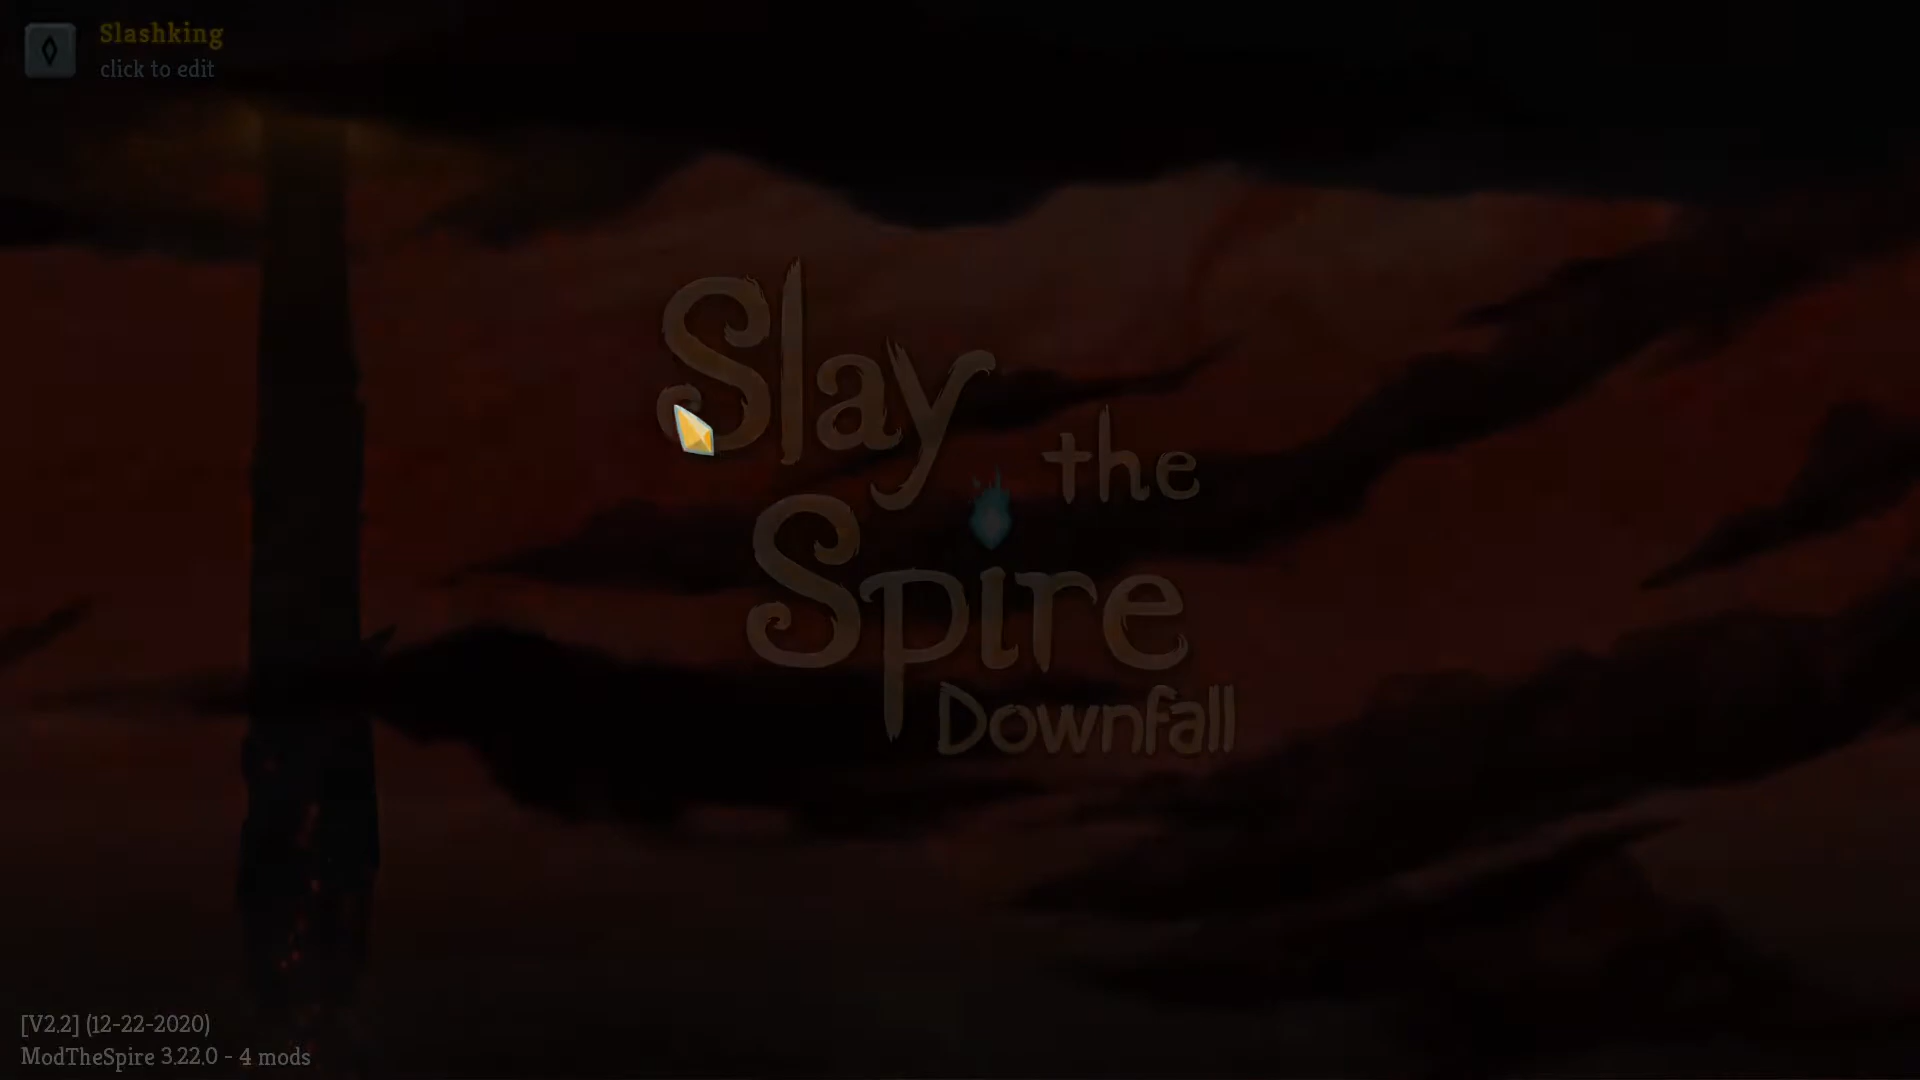 Slashking
click to edit
Slay
the
Spire
Downfall
[V2.2] (12-22-2020)
ModTheSpire 3.22.0 - 4 mods